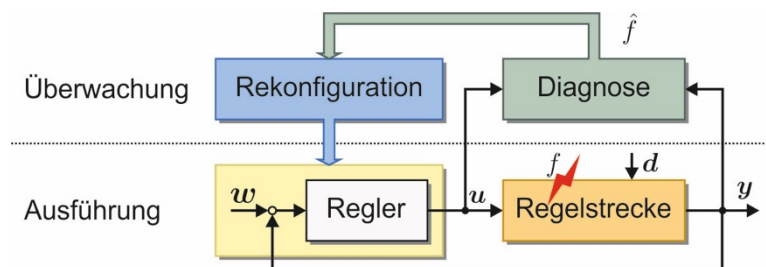 f̂
Überwachung
Rekonfiguration
Diagnose
f
d
w
Ausführung
Regler
u
Regelstrecke
y